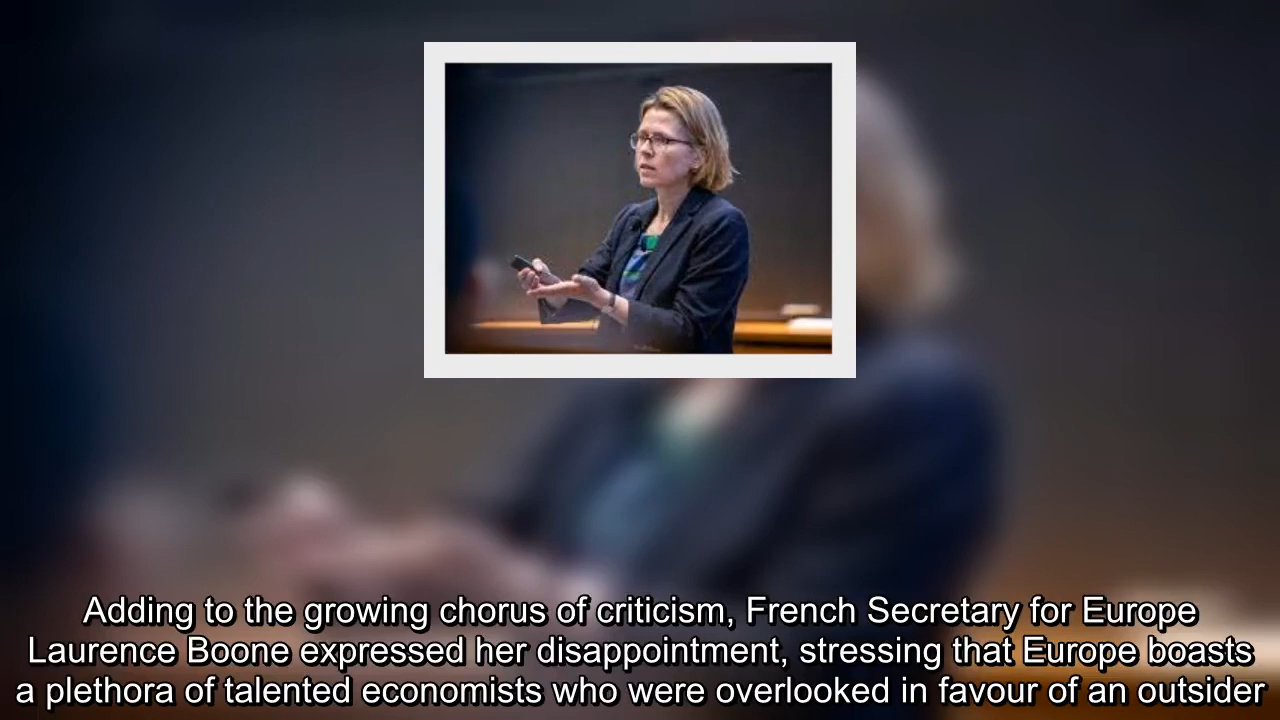 Adding to the growing chorus of criticism, French Secretary for Europe
Laurence Boone expressed her disappointment, stressing that Europe boasts
a plethora of talented economists who were overlooked in favour of an outsider